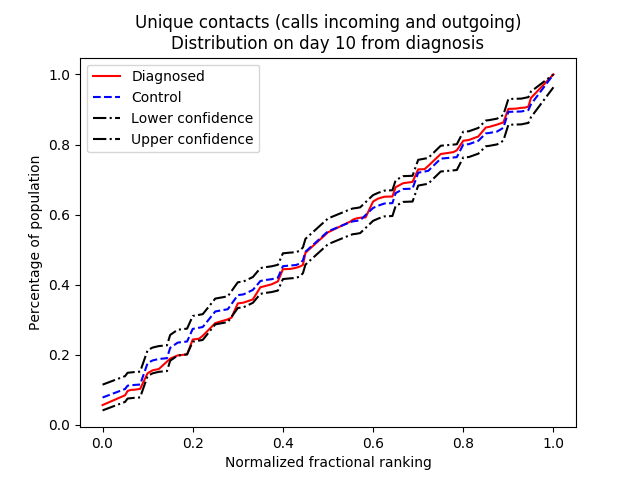 Unique contacts (calls incoming and outgoing)
Distribution on day 10 from diagnosis
Diagnosed
Control
Lower confidence
Upper confidence
Percentage of population
1.0
0.8
0.6
0.4
0.2
0.0
0.0 0.2 0.4 0.6 0.8 1.0
Normalized fractional ranking